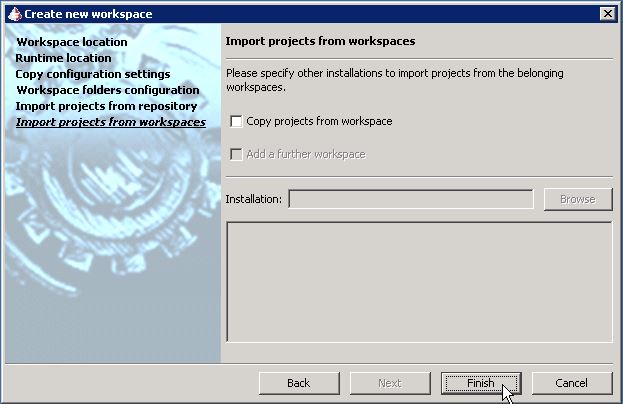 Create new workspace
Workspace location
Runtime location
Copy configuration settings
Workspace folders configuration
Import projects from repository
Import projects from workspaces
Import projects from workspaces
Please specify other installations to import projects from the belonging
workspaces.
Copy projects from workspace
Add a further workspace
Installation:
Browse
Back
Next
Finish
Cancel